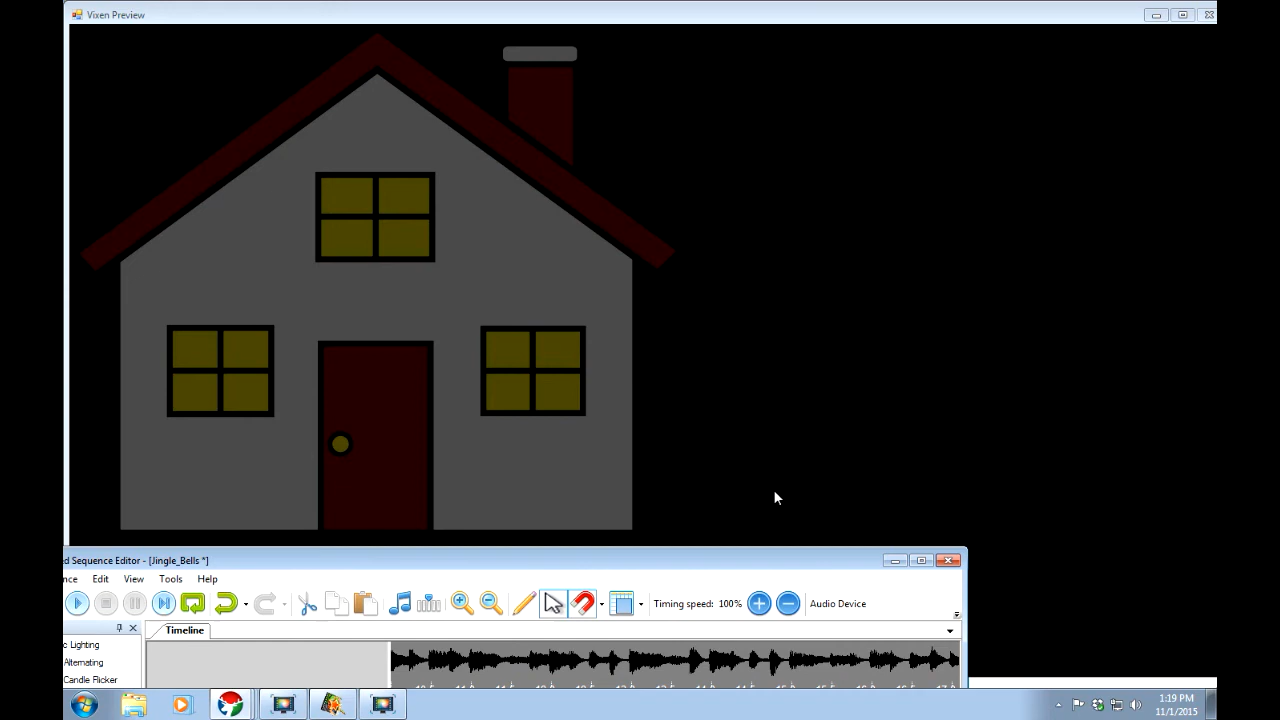 Vixen Preview
ed Sequence Editor - [Jingle_Bells *]
nce Edit View Tools Help
Timing speed: 100% Audio Device
Timeline
c Lighting
Alternating
Candle Flicker
1:19 PM
11/1/2015